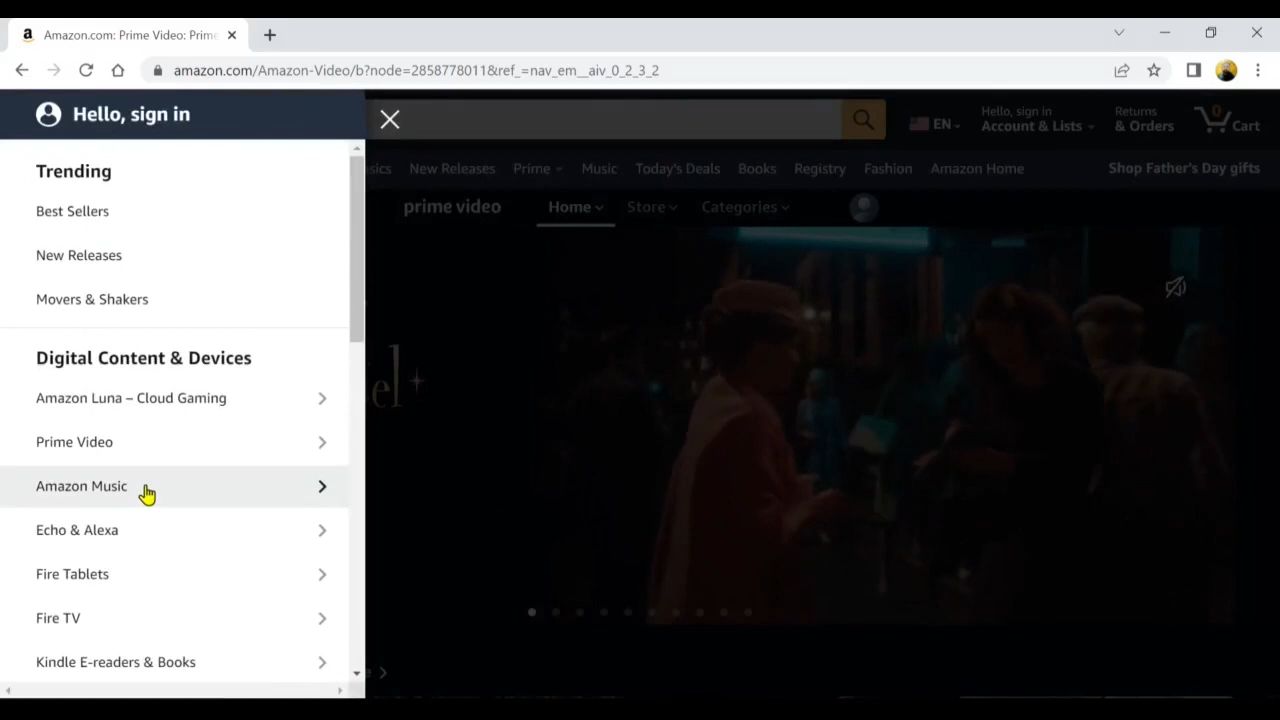 a Amazon.com: Prime Video: Prime
amazon.com/Amazon-Video/b?node=2858778011&ref_=nav_em__aiv_0_2_3_2
Hello, sign in
EN
Hello, sign in
Account & Lists
Returns
& Orders
0
Cart
New Releases Prime Music Today's Deals Books Registry Fashion Amazon Home Shop Father's Day gifts
prime video Home Store Categories
Trending
Best Sellers
New Releases
Movers & Shakers
Digital Content & Devices
Amazon Luna – Cloud Gaming
Prime Video
Amazon Music
Echo & Alexa
Fire Tablets
Fire TV
Kindle E-readers & Books